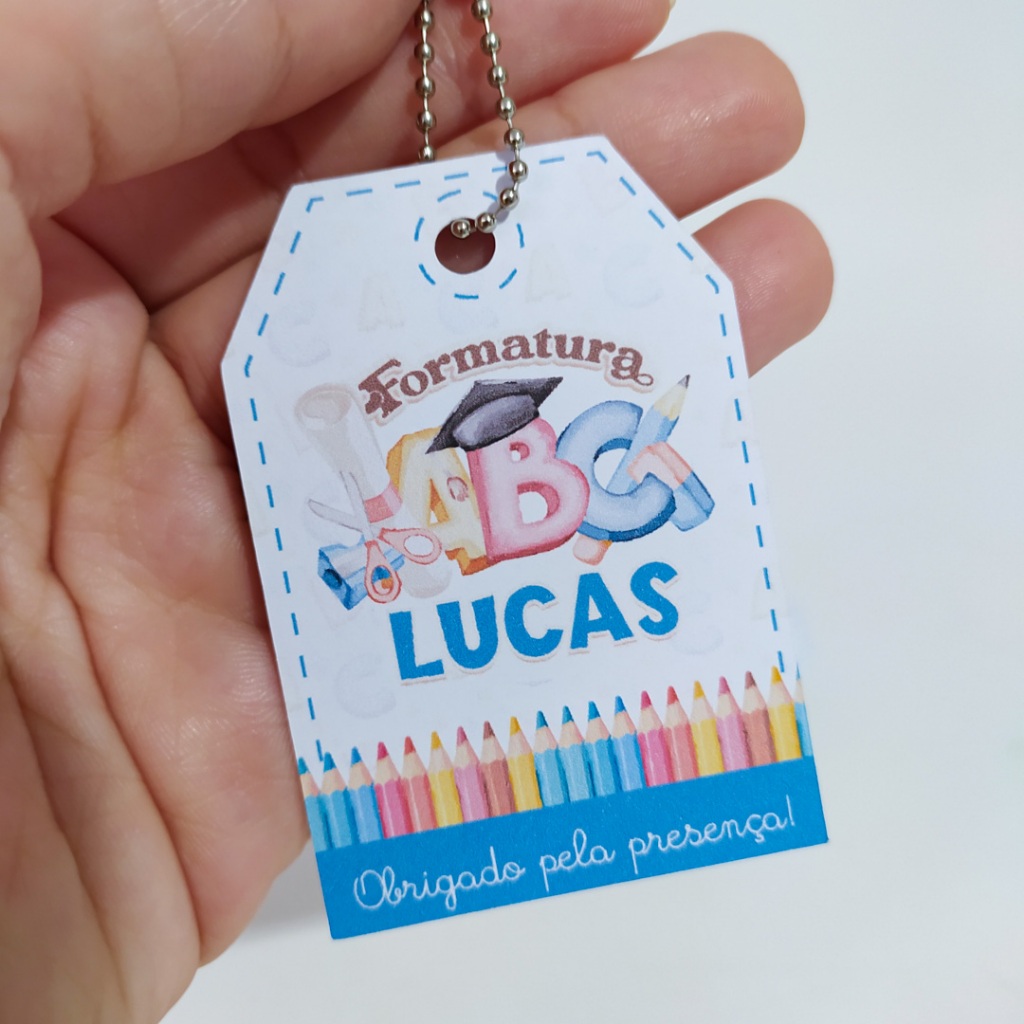 Formatura
ABC
LUCAS
Obrigado pela presença!